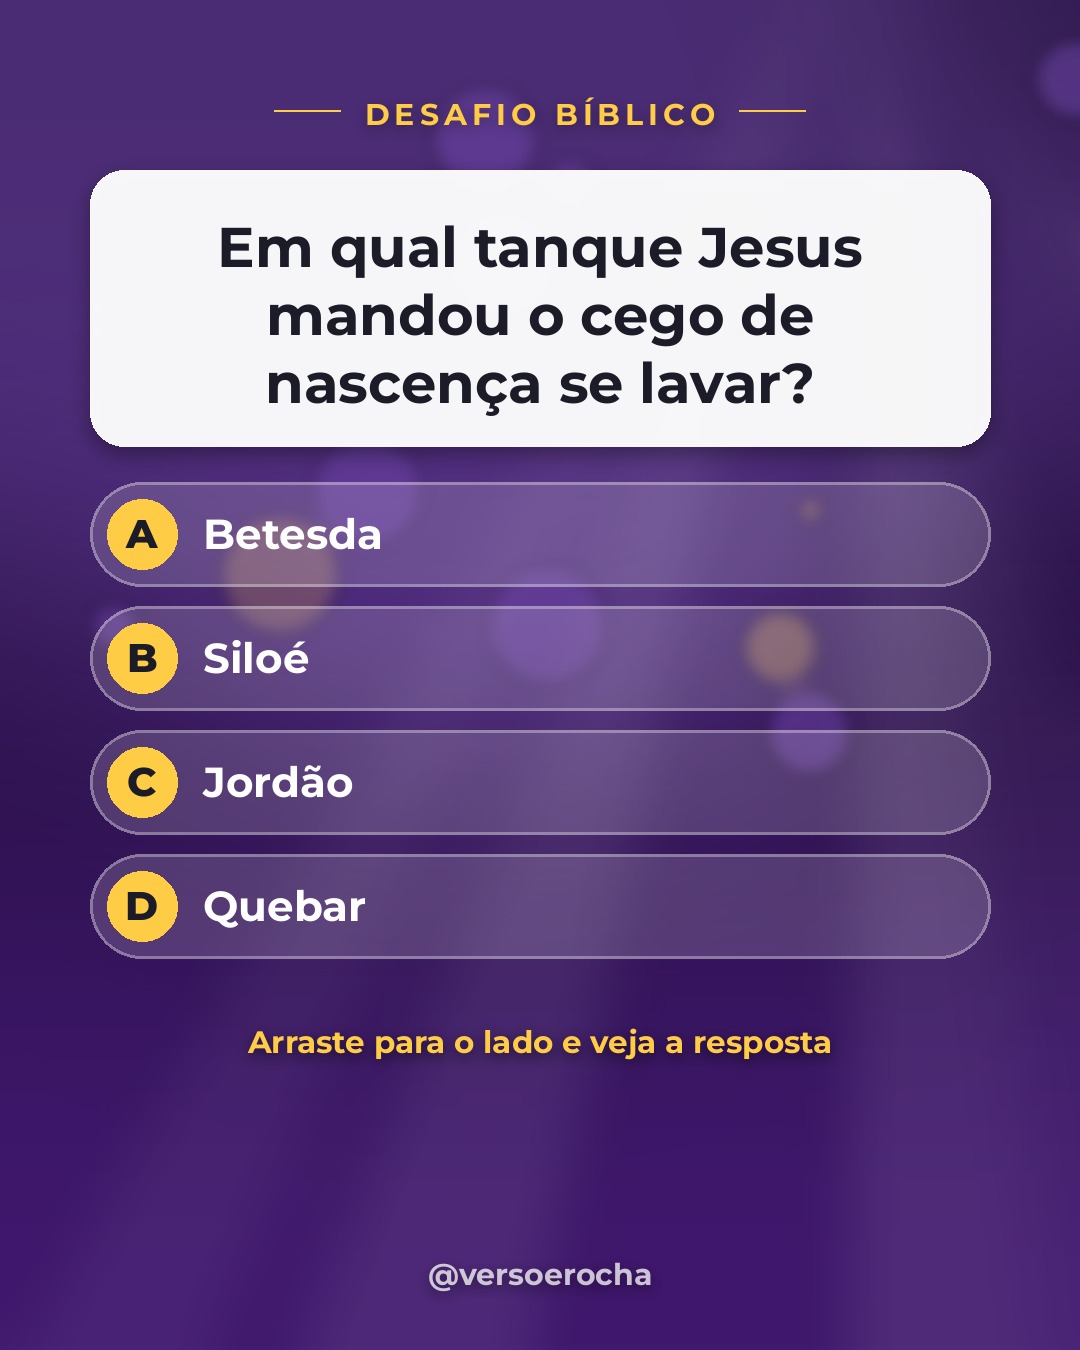 DESAFIO BÍBLICO
Em qual tanque Jesus
mandou o cego de
nascença se lavar?
A Betesda
B Siloé
C Jordão
D Quebar
Arraste para o lado e veja a resposta
@versoerocha